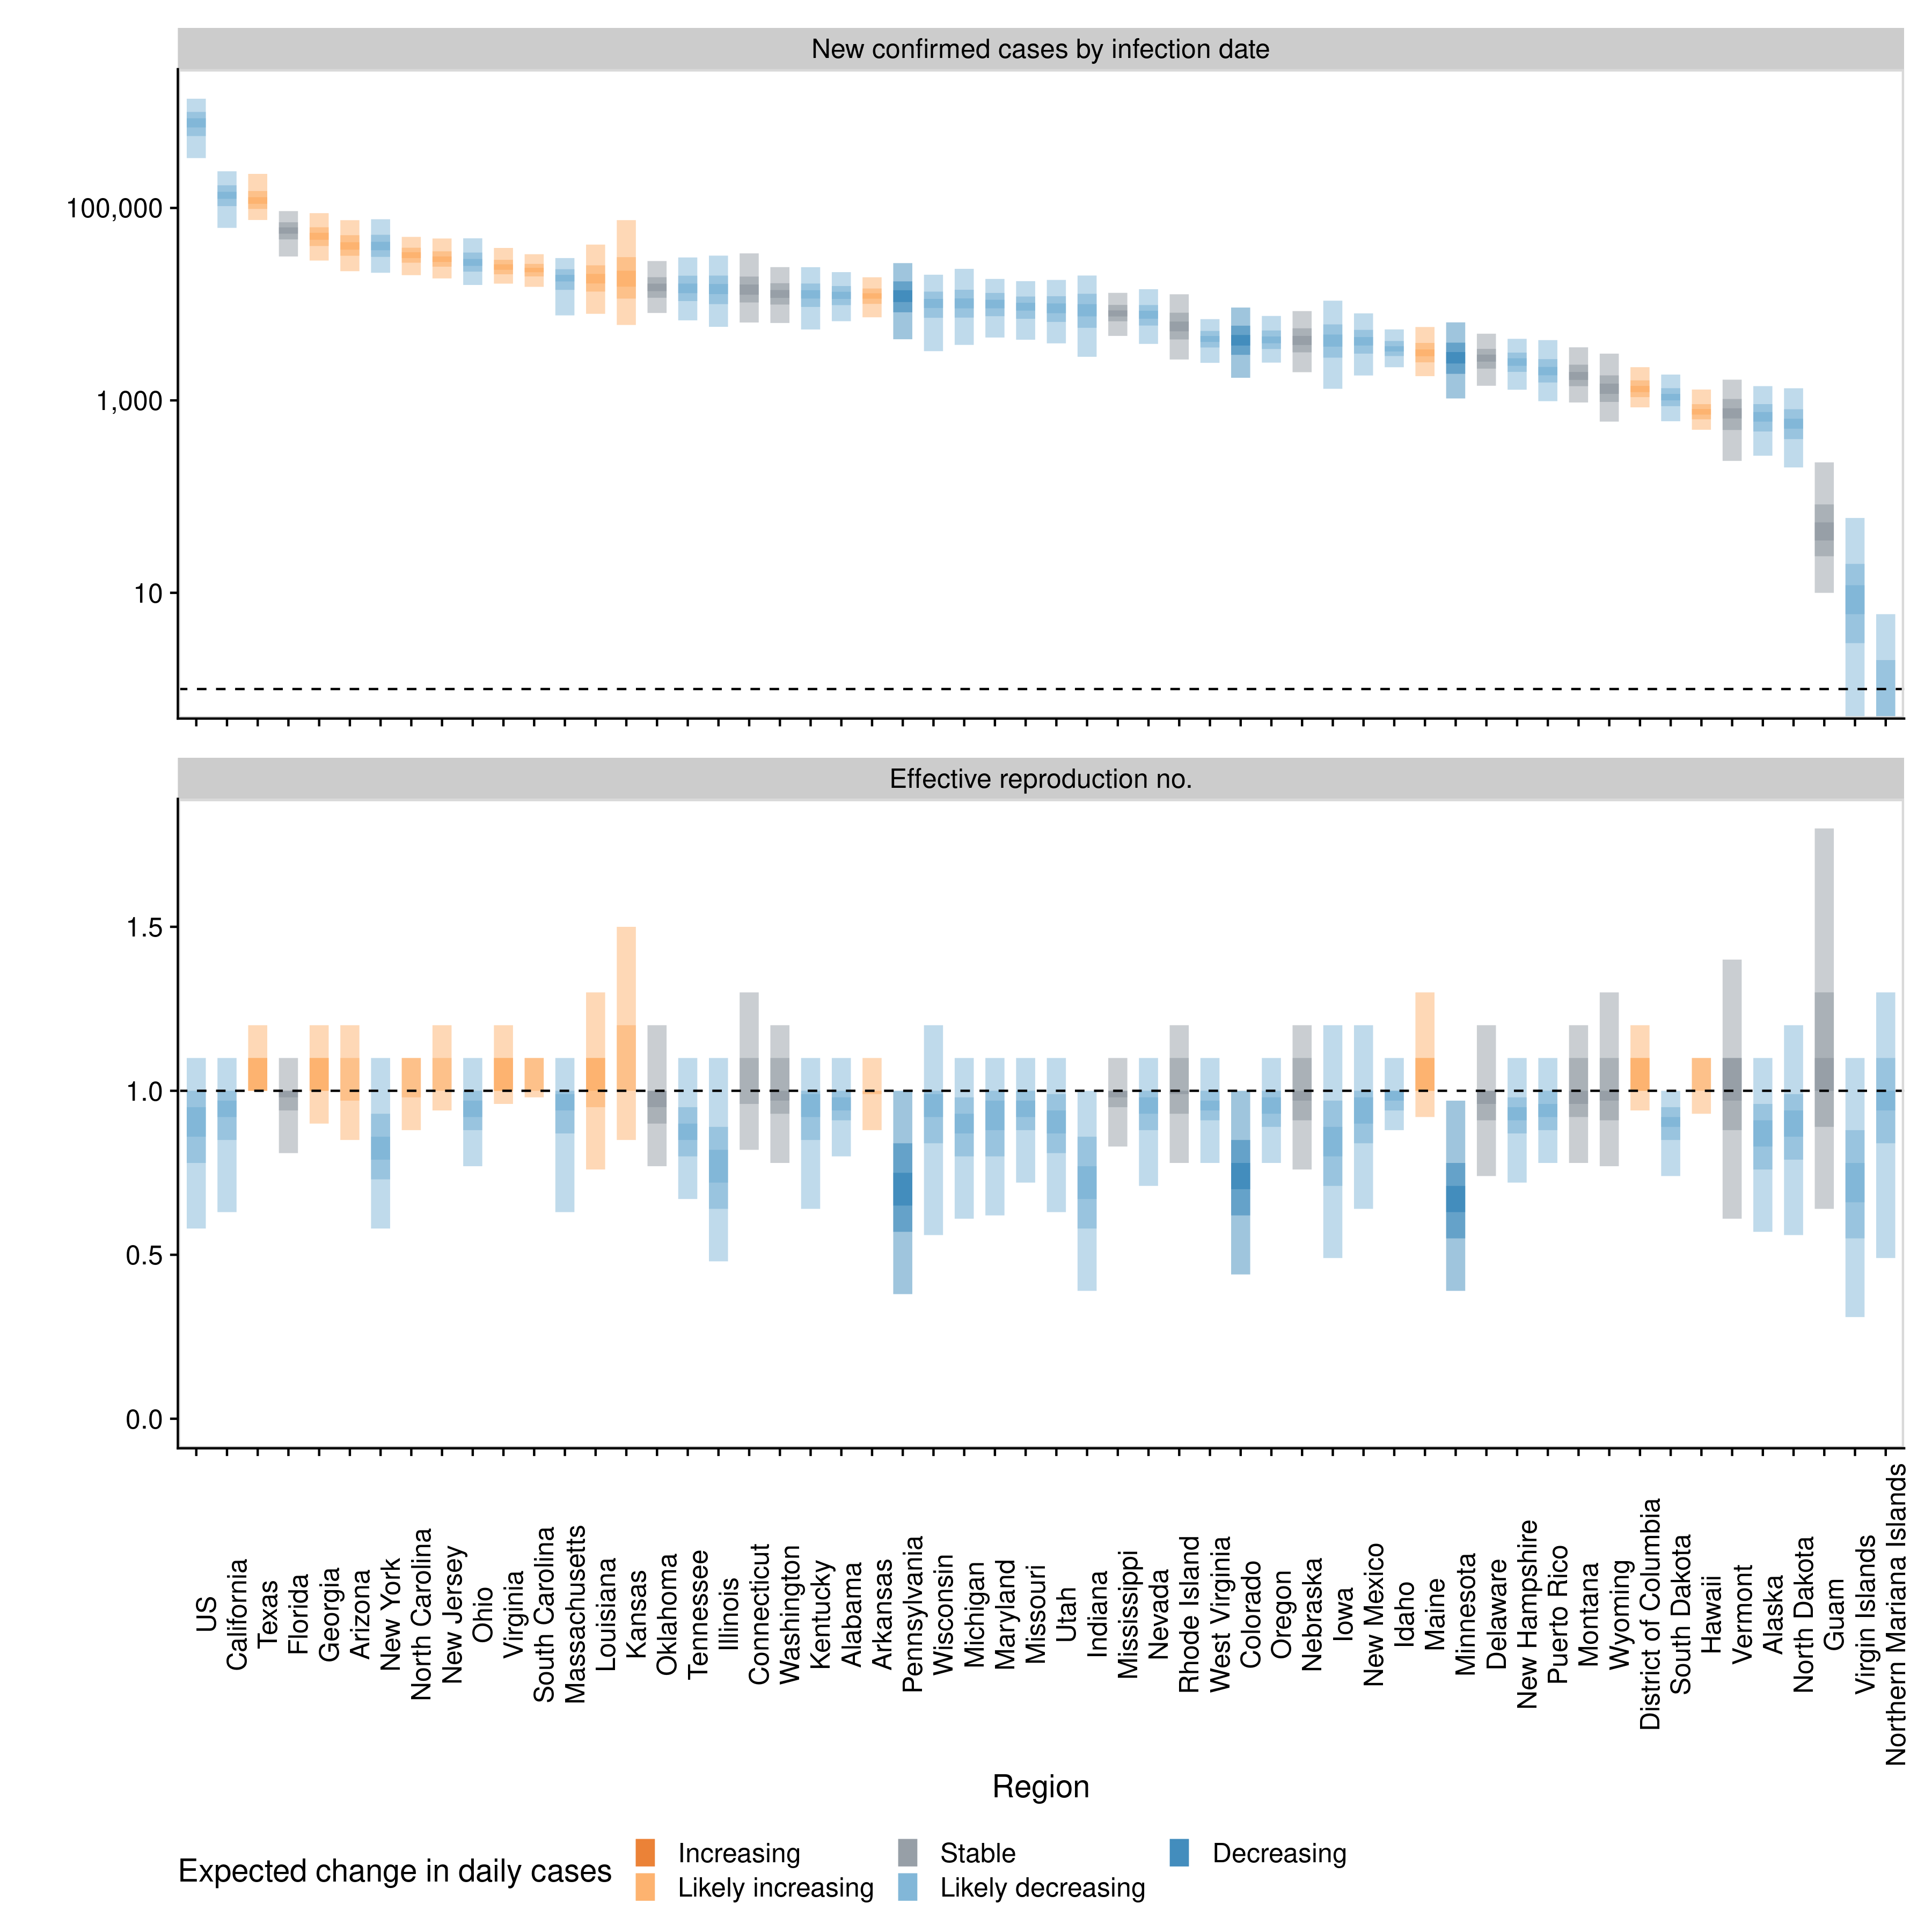 New confirmed cases by infection date
100,000
1,000
10
Effective reproduction no.
1.5
1.0
0.5
0.0
US
California
Texas
Florida
Georgia
Arizona
New York
North Carolina
New Jersey
Ohio
Virginia
South Carolina
Massachusetts
Louisiana
Kansas
Oklahoma
Tennessee
Illinois
Connecticut
Washington
Kentucky
Alabama
Arkansas
Pennsylvania
Wisconsin
Michigan
Maryland
Missouri
Utah
Indiana
Mississippi
Nevada
Rhode Island
West Virginia
Colorado
Oregon
Nebraska
Iowa
New Mexico
Idaho
Maine
Minnesota
Delaware
New Hampshire
Puerto Rico
Montana
Wyoming
District of Columbia
South Dakota
Hawaii
Vermont
Alaska
North Dakota
Guam
Virgin Islands
Northern Mariana Islands
Region
Expected change in daily cases
Increasing
Stable
Decreasing
Likely increasing
Likely decreasing